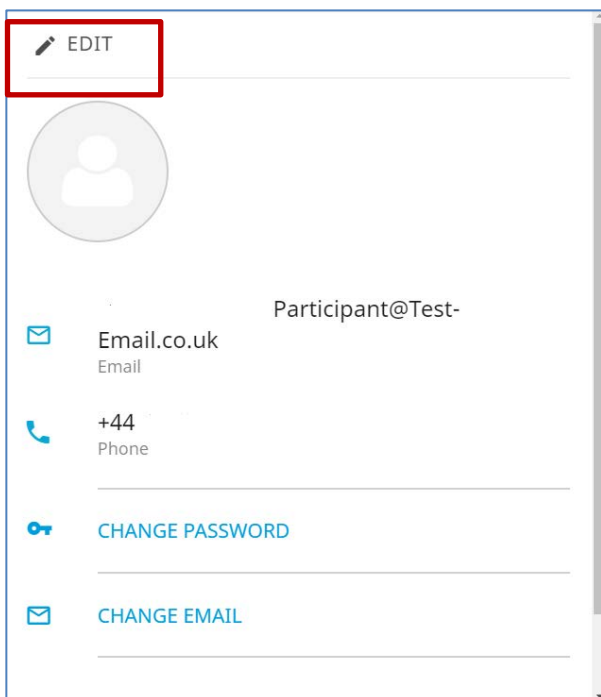 EDIT
Participant@Test-
Email.co.uk
Email
+44
Phone
CHANGE PASSWORD
CHANGE EMAIL